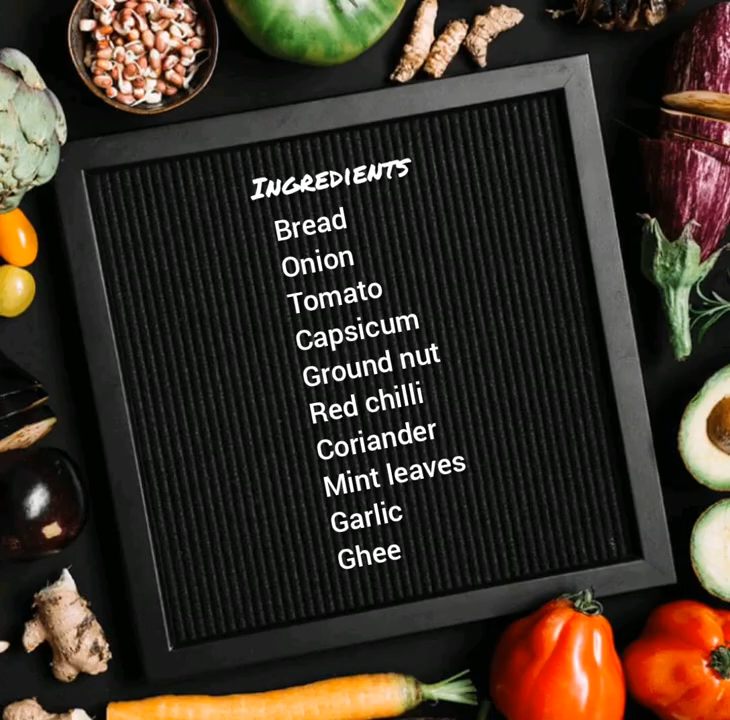 Ingredients
Bread
Onion
Tomato
Capsicum
Ground nut
Red chilli
Coriander
Mint leaves
Garlic
Ghee